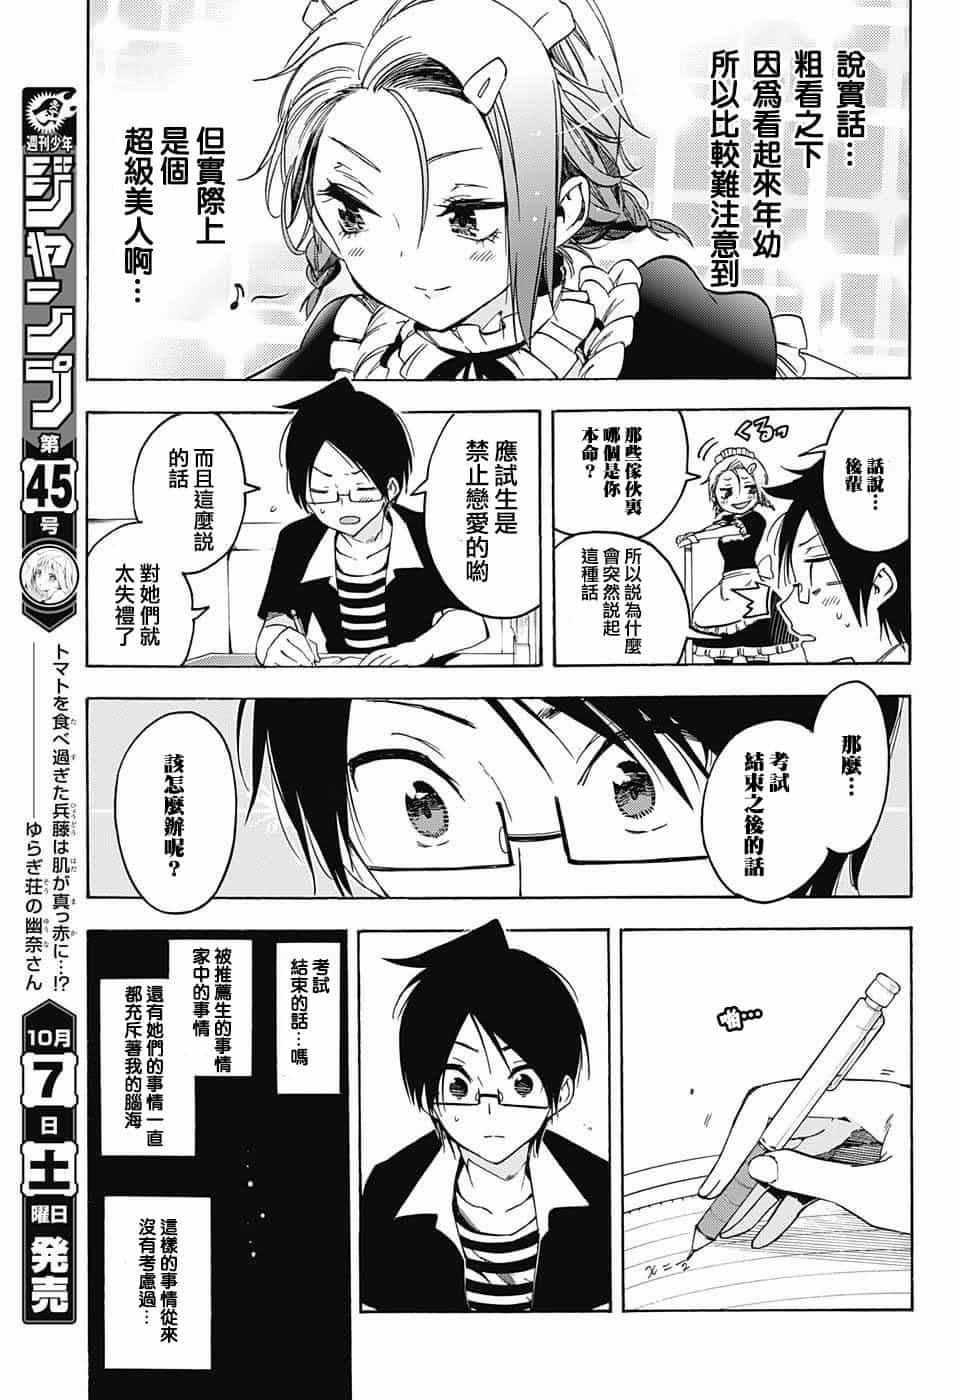 說實話…
粗看之下
因為看起來年幼
所以比較難注意到
但實際上
是個
超級美人啊…
話說…
後輩
くるっ
那些傢伙裏
哪個是你
本命？
所以說為什麼
會突然說起
這種話
應試生是
禁止戀愛的喲
而且這麼說
的話
對她們就
太失禮了
那麼…
考試
結束之後的話
該怎麼辦呢？
啪…
x=2
考試
結束的話…嗎
被推薦生的事情
家中的事情
還有她們的事情一直
都充斥著我的腦海
這樣的事情從來
沒有考慮過…
週刊少年
ジャンプ
第
45
号
トマトを食べ過ぎた兵藤は肌が真っ赤に…!?
ゆらぎ荘の幽奈さん
10月
7
日
土
曜日
発売